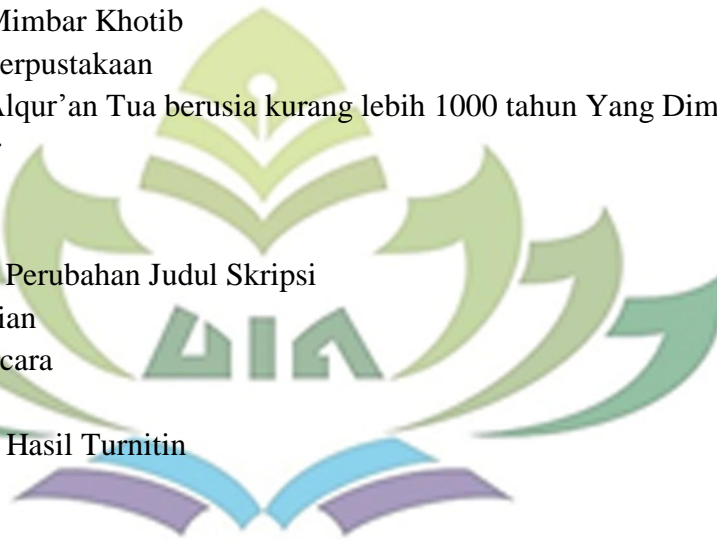 Mimbar Khotib
erpustakaan
Alqur’an Tua berusia kurang lebih 1000 tahun Yang Dim
Perubahan Judul Skripsi
ian
cara
UIN
Hasil Turnitin